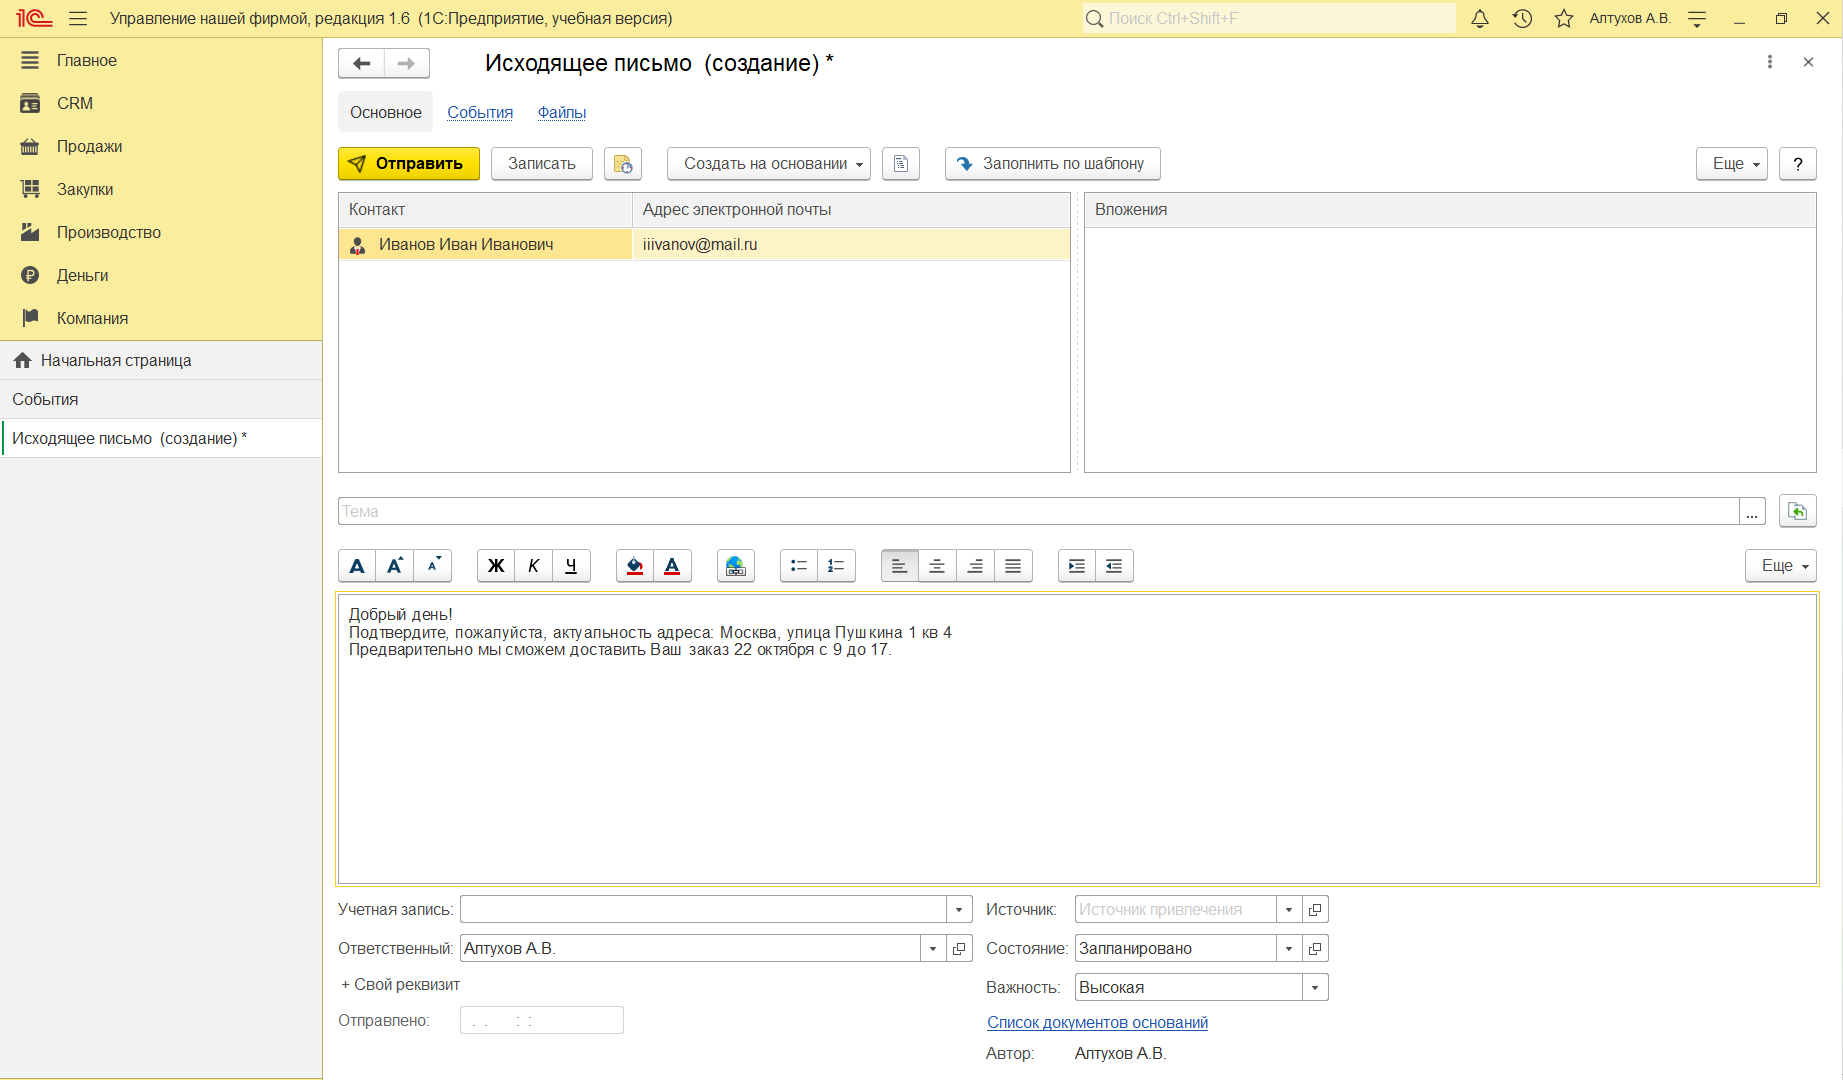 1С Управление нашей фирмой, редакция 1.6 (1С:Предприятие, учебная версия) Поиск Ctrl+Shift+F Алтухов А.В.
Главное
CRM
Продажи
Закупки
Производство
Деньги
Компания
Начальная страница
События
Исходящее письмо (создание) *
Исходящее письмо (создание) *
Основное События Файлы
Отправить Записать Создать на основании Заполнить по шаблону Еще ?
Контакт Адрес электронной почты Вложения
Иванов Иван Иванович iiivanov@mail.ru
Тема ...
А А А Ж К Ч А Еще
Добрый день!
Подтвердите, пожалуйста, актуальность адреса: Москва, улица Пушкина 1 кв 4
Предварительно мы сможем доставить Ваш заказ 22 октября с 9 до 17.
Учетная запись: Источник: Источник привлечения
Ответственный: Алтухов А.В. Состояние: Запланировано
+ Свой реквизит Важность: Высокая
Отправлено: . . : :
Список документов оснований
Автор: Алтухов А.В.